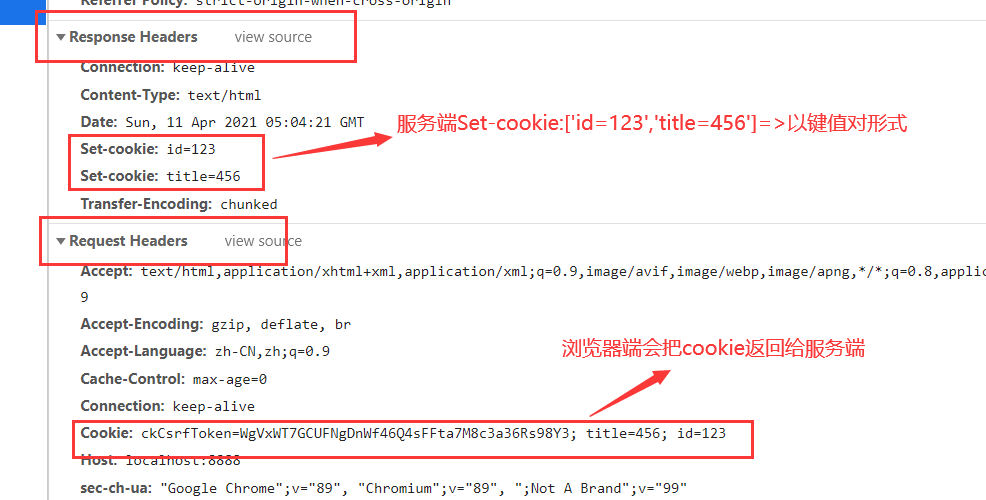 Referrer Policy: strict-origin-when-cross-origin
Response Headers view source
Connection: keep-alive
Content-Type: text/html
Date: Sun, 11 Apr 2021 05:04:21 GMT
服务端Set-cookie:['id=123','title=456']=>以键值对形式
Set-cookie: id=123
Set-cookie: title=456
Transfer-Encoding: chunked
Request Headers view source
Accept: text/html,application/xhtml+xml,application/xml;q=0.9,image/avif,image/webp,image/apng,*/*;q=0.8,applic
9
Accept-Encoding: gzip, deflate, br
Accept-Language: zh-CN,zh;q=0.9
浏览器端会把cookie返回给服务端
Cache-Control: max-age=0
Connection: keep-alive
Cookie: ckCsrfToken=WgVxWT7GCUFNgDnWf46Q4sFFta7M8c3a36Rs98Y3; title=456; id=123
Host: localhost:8888
sec-ch-ua: "Google Chrome";v="89", "Chromium";v="89", ";Not A Brand";v="99"